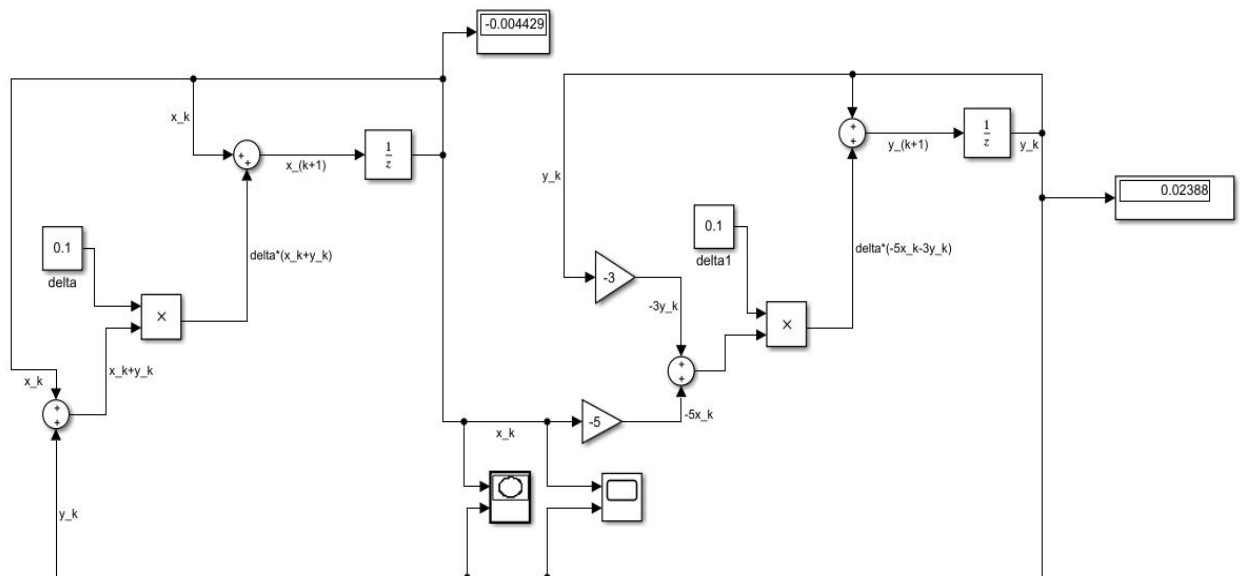 -0.004429
x_k
x_(k+1)
1
z
y_(k+1)
1
z
y_k
y_k
0.02388
0.1
delta
delta*(x_k+y_k)
0.1
delta1
delta*(-5x_k-3y_k)
-3
-3y_k
×
×
x_k
x_k+y_k
-5
-5x_k
x_k
y_k
+
+
+
+
+
+
+
+